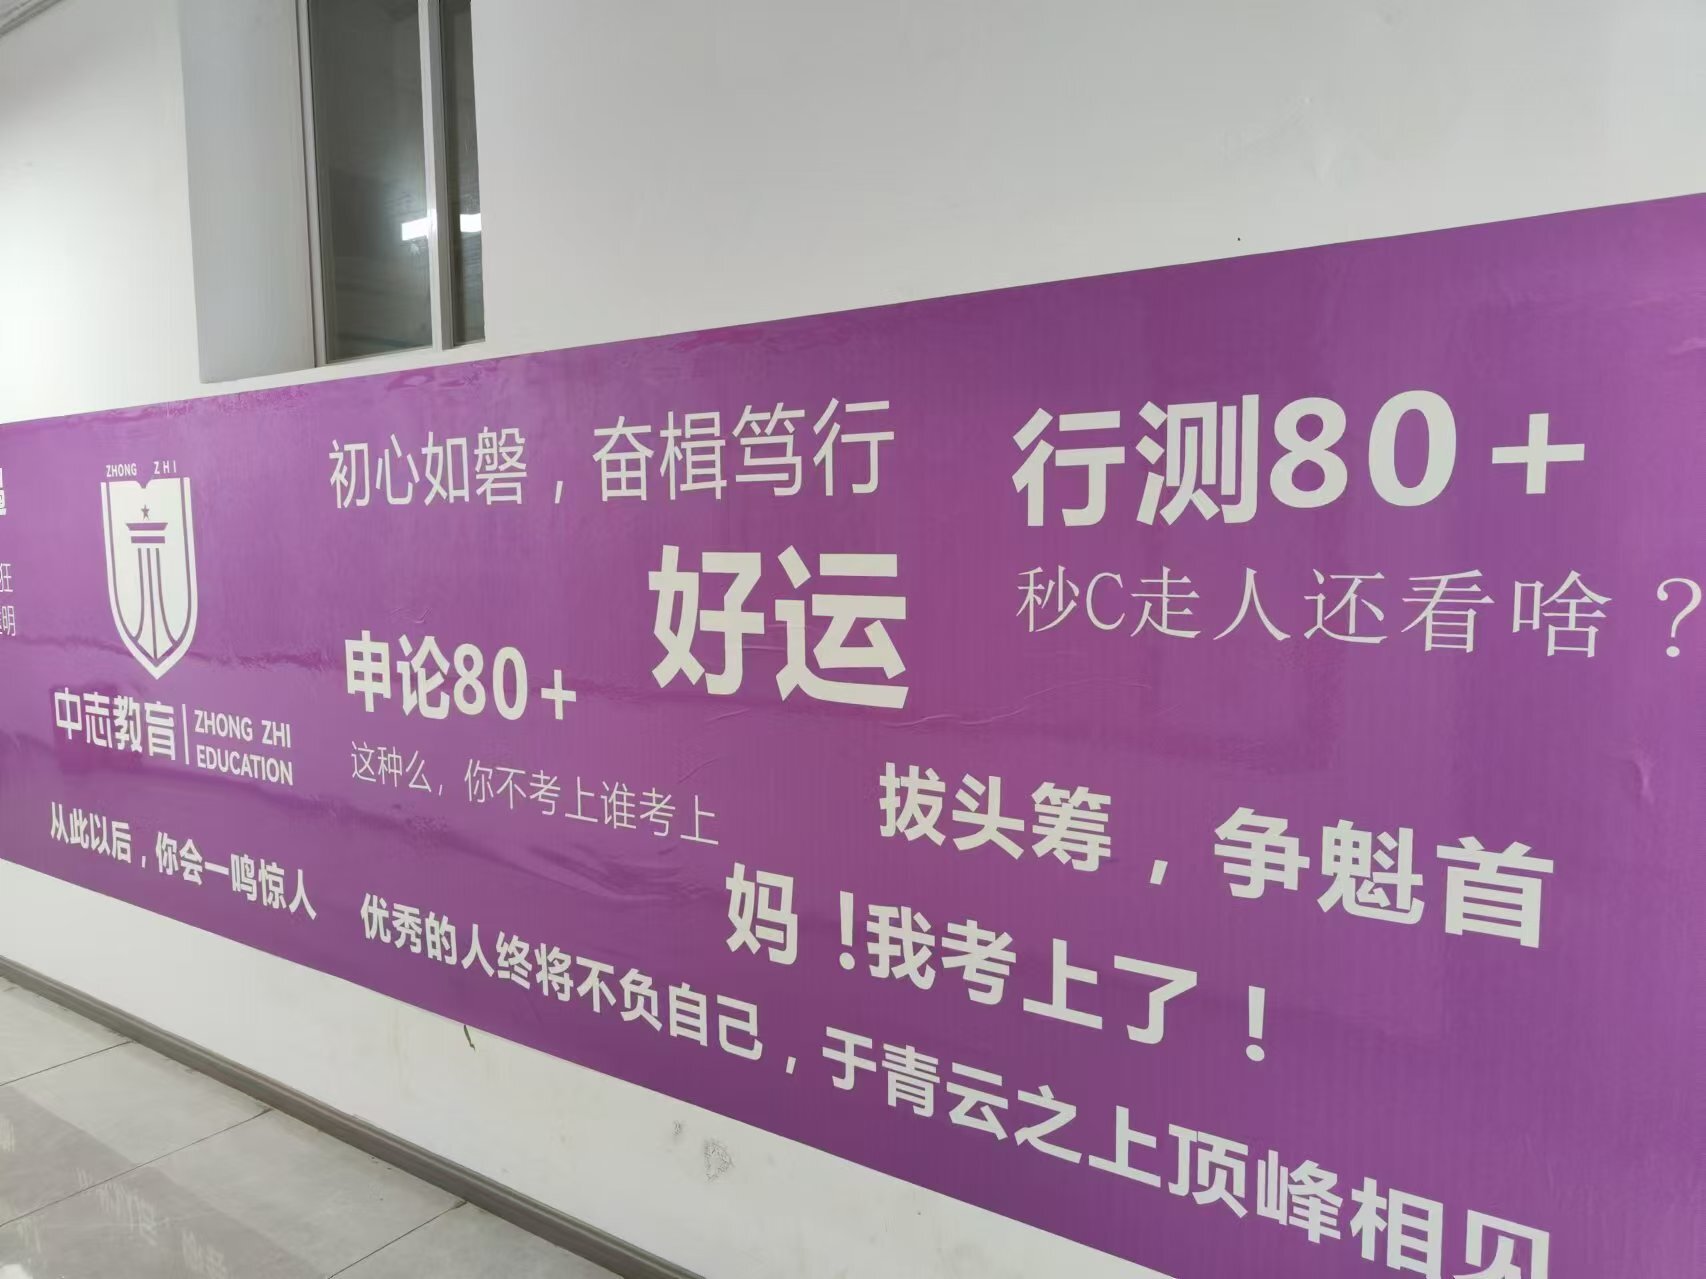 ZHONG ZHI
中志教育 | ZHONG ZHI
EDUCATION
从此以后，你会一鸣惊人
初心如磐，奋楫笃行
好运
申论80+
这种么，你不考上谁考上
行测80+
秒C走人还看啥？
拔头筹，争魁首
妈！我考上了！
优秀的人终将不负自己，于青云之上顶峰相见
狂
明